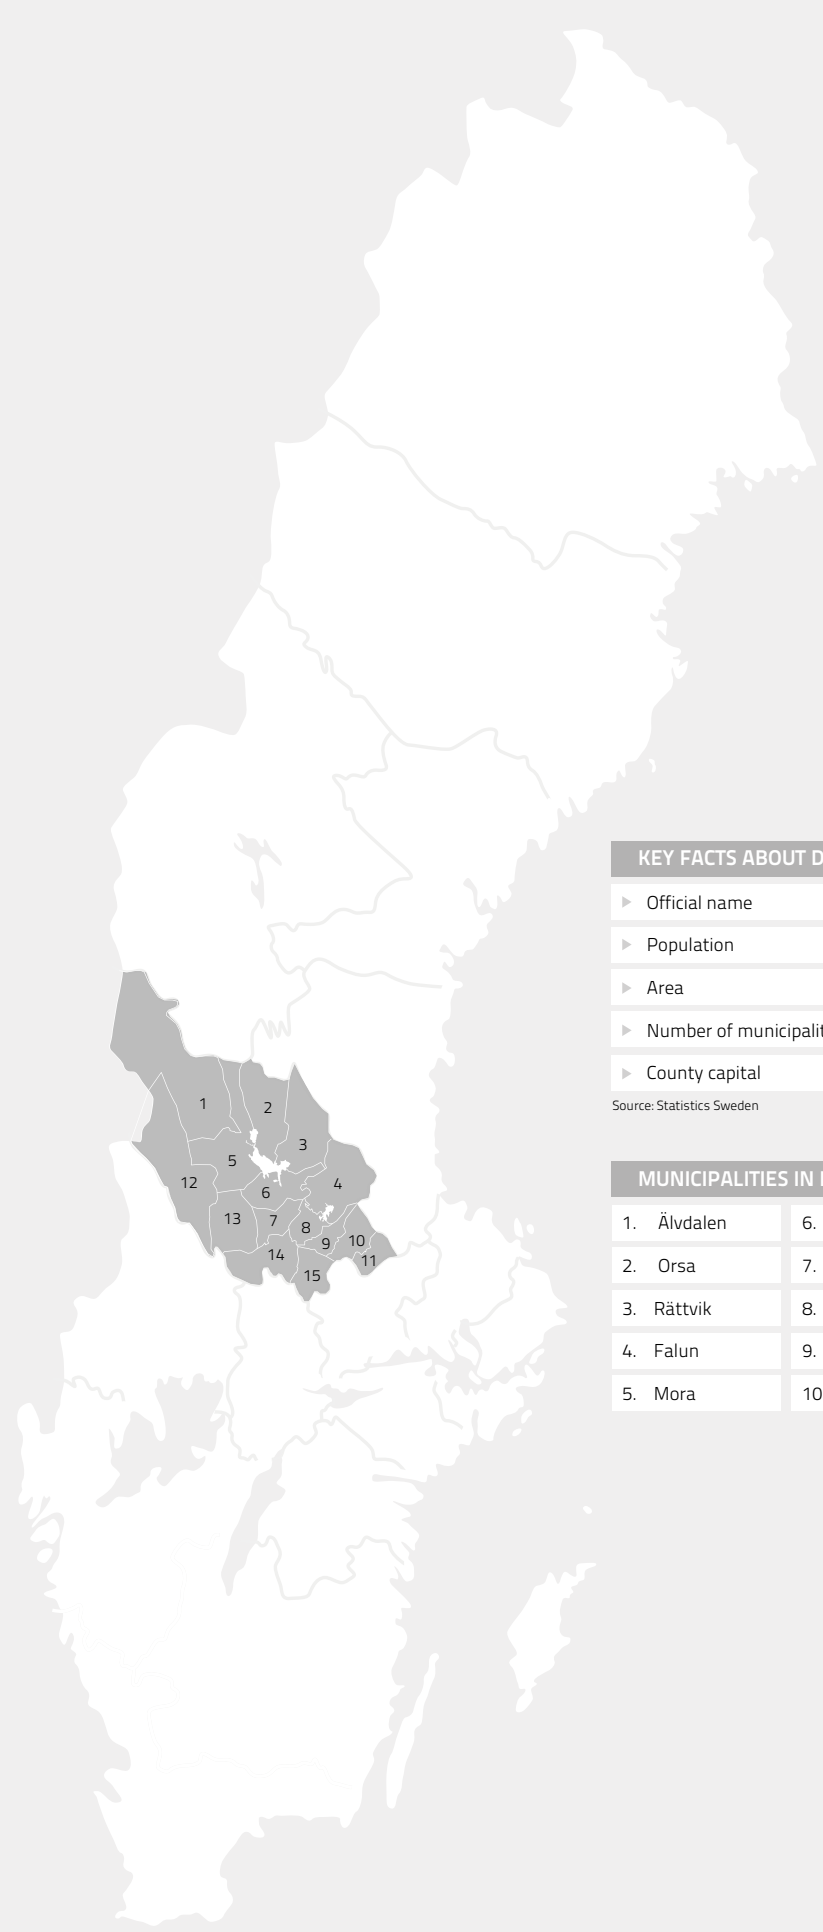 KEY FACTS ABOUT D
Official name
Population
Area
Number of municipalit
County capital
Source: Statistics Sweden
1
2
3
5
12
6
4
13
7
8
9
10
14
11
15
MUNICIPALITIES IN
1. Älvdalen 6.
2. Orsa 7.
3. Rättvik 8.
4. Falun 9.
5. Mora 10